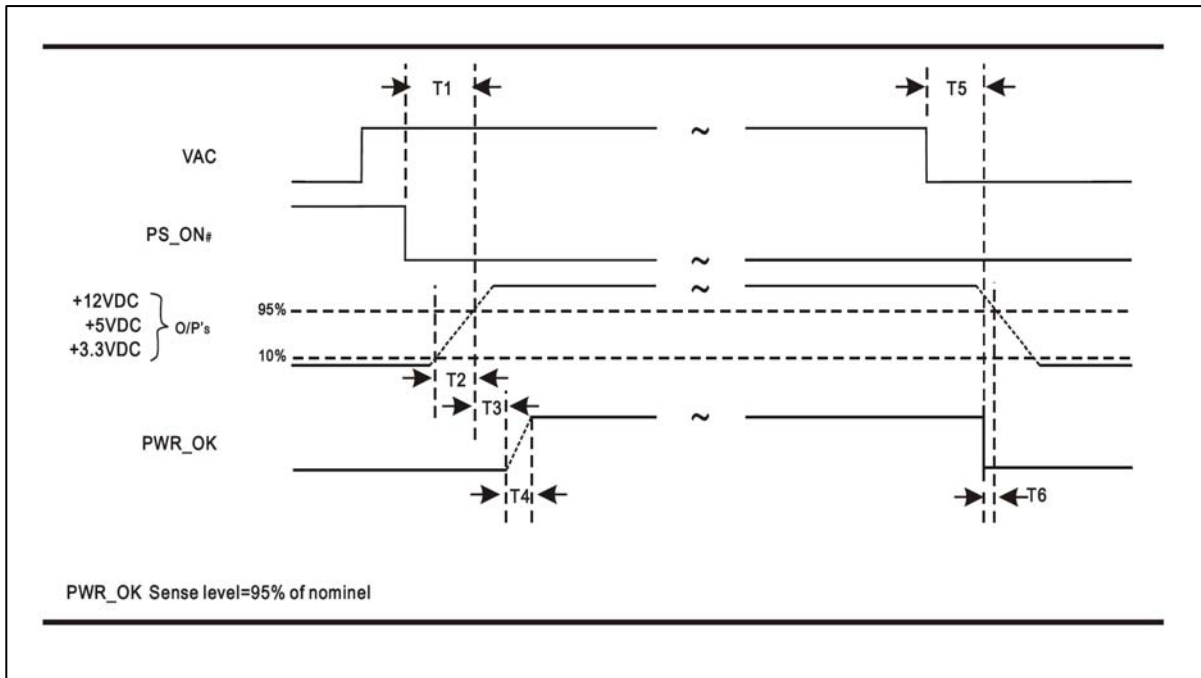 T1
T5
VAC
~
PS_ON#
~
+12VDC
+5VDC
+3.3VDC
O/P's
~
95%
10%
T2
T3
PWR_OK
~
T4
T6
PWR_OK Sense level=95% of nominel